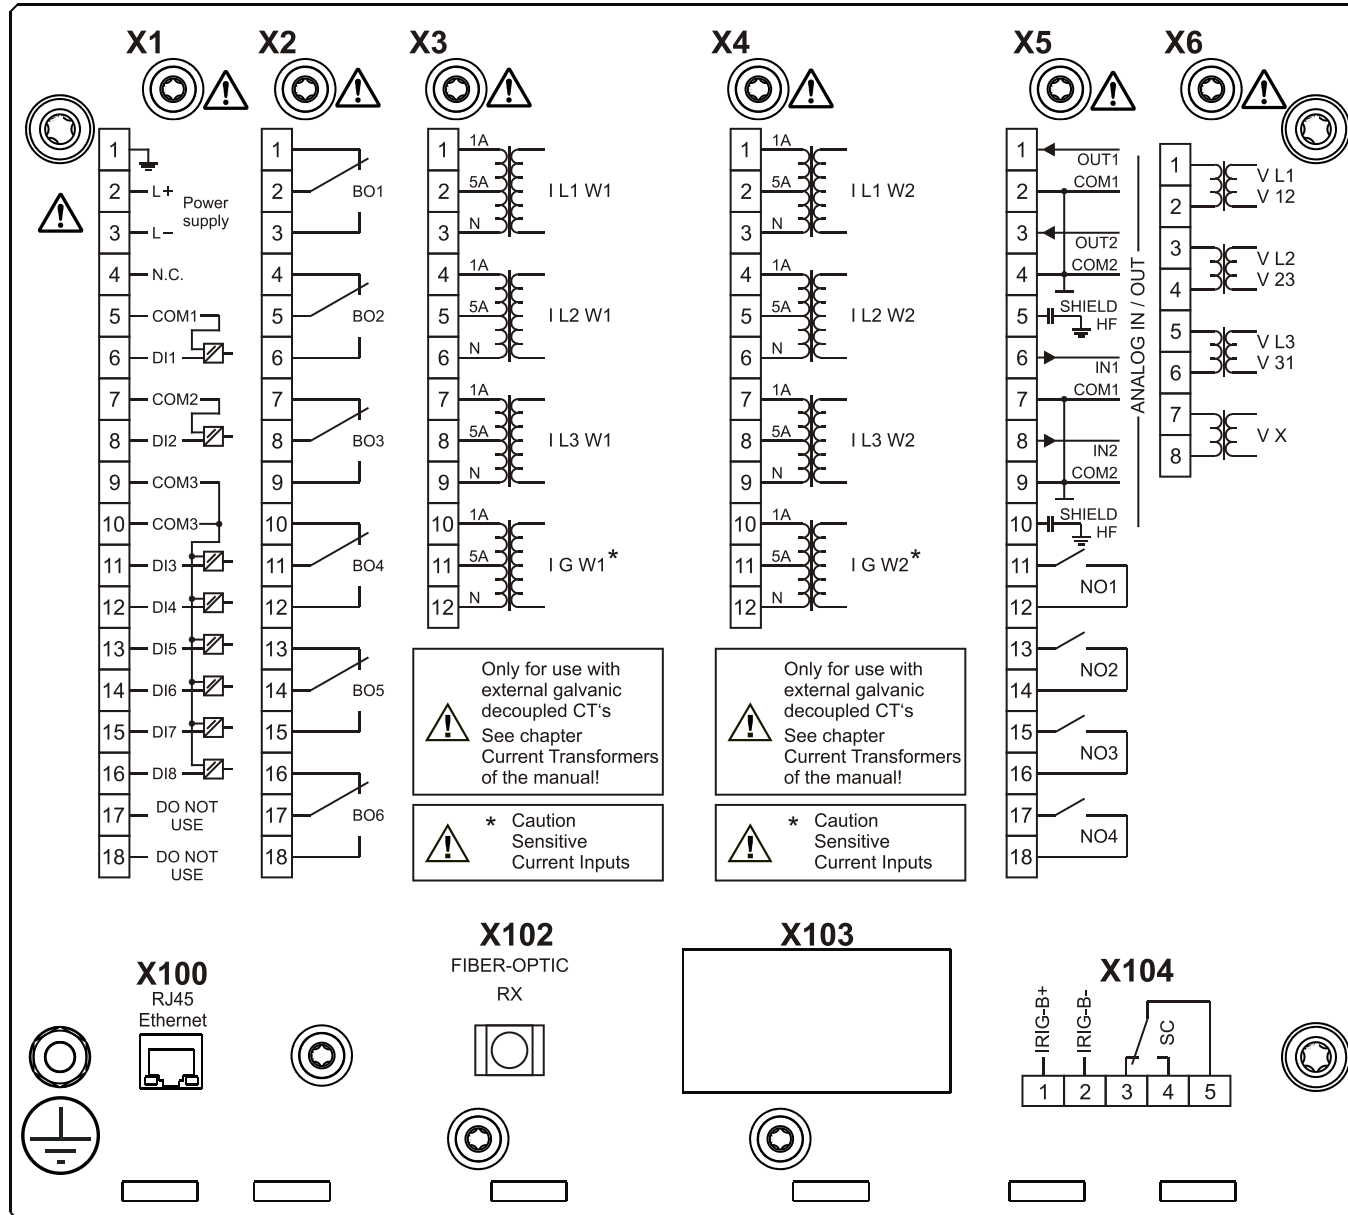 X1 X2 X3 X4 X5 X6
1
2 L+
3 L−
Power
supply
4 N.C.
5 COM1
6 DI1
7 COM2
8 DI2
9 COM3
10 COM3
11 DI3
12 DI4
13 DI5
14 DI6
15 DI7
16 DI8
17 DO NOT
USE
18 DO NOT
USE
1
2 BO1
3
4
5 BO2
6
7
8 BO3
9
10
11 BO4
12
13
14 BO5
15
16
17 BO6
18
1 1A
2 5A I L1 W1
3 N
4 1A
5 5A I L2 W1
6 N
7 1A
8 5A I L3 W1
9 N
10 1A
11 5A I G W1*
12 N
Only for use with
external galvanic
decoupled CT's
See chapter
Current Transformers
of the manual!
* Caution
Sensitive
Current Inputs
1 1A
2 5A I L1 W2
3 N
4 1A
5 5A I L2 W2
6 N
7 1A
8 5A I L3 W2
9 N
10 1A
11 5A I G W2*
12 N
Only for use with
external galvanic
decoupled CT's
See chapter
Current Transformers
of the manual!
* Caution
Sensitive
Current Inputs
1 OUT1
2 COM1
3 OUT2
4 COM2
5 SHIELD
HF
6 IN1
7 COM1
8 IN2
9 COM2
10 SHIELD
HF
ANALOG IN / OUT
11
NO1
12
13
NO2
14
15
NO3
16
17
NO4
18
1 V L1
2 V 12
3 V L2
4 V 23
5 V L3
6 V 31
7
V X
8
X100
RJ45
Ethernet
X102
FIBER-OPTIC
RX
X103
X104
IRIG-B+
IRIG-B-
SC
1 2 3 4 5